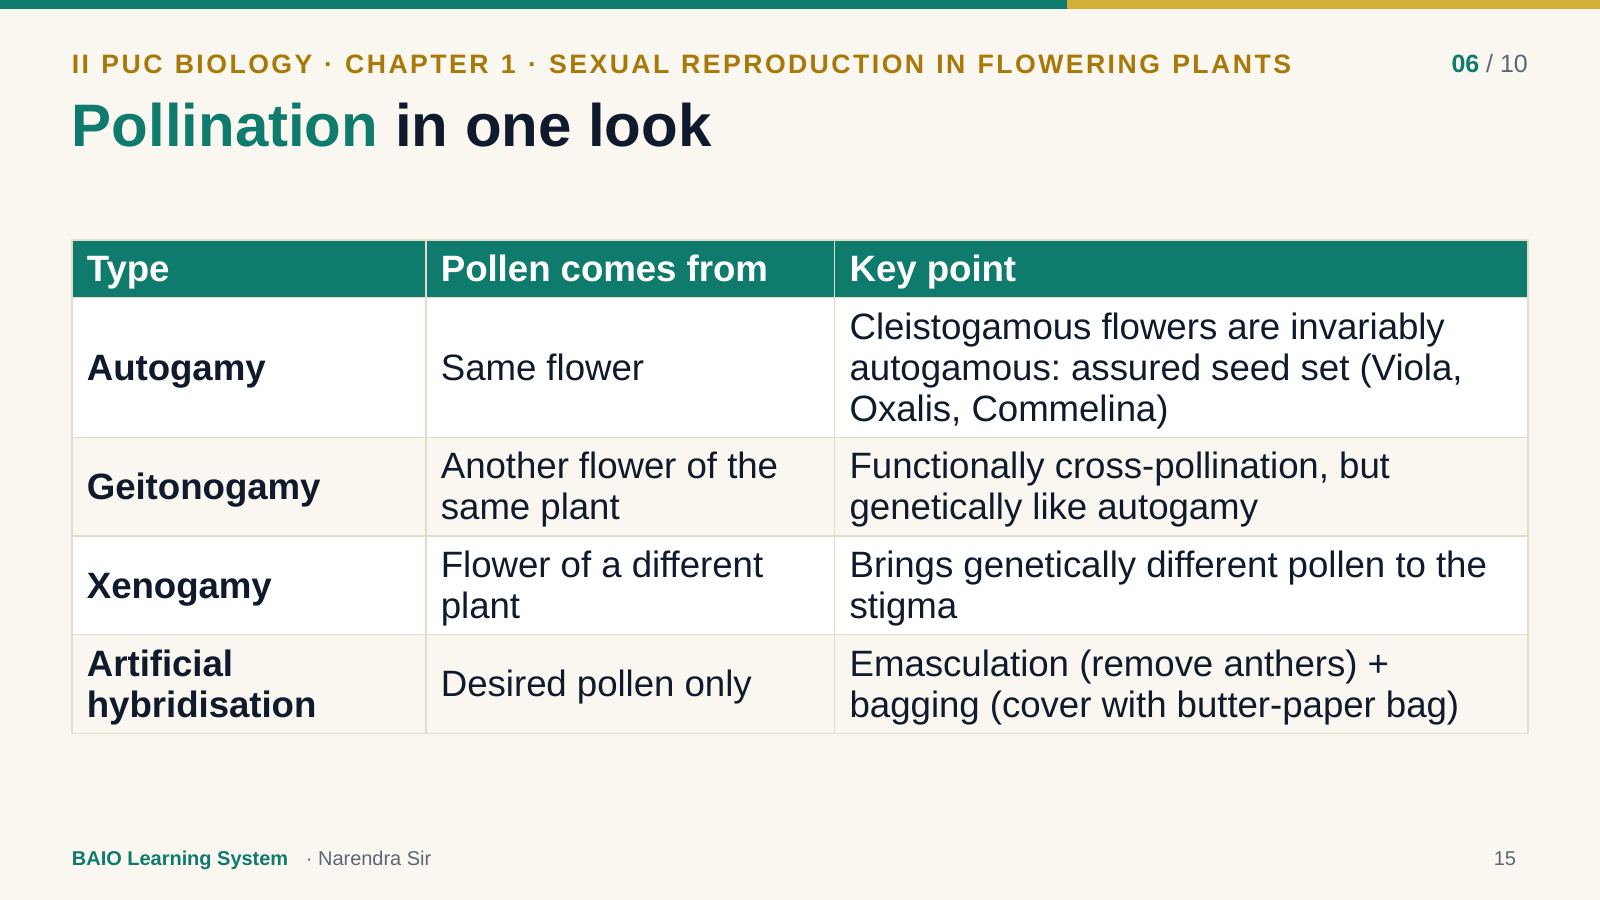 II PUC BIOLOGY · CHAPTER 1 · SEXUAL REPRODUCTION IN FLOWERING PLANTS
06 / 10
Pollination in one look
Type
Pollen comes from
Key point
Autogamy
Same flower
Cleistogamous flowers are invariably
autogamous: assured seed set (Viola,
Oxalis, Commelina)
Geitonogamy
Another flower of the
same plant
Functionally cross-pollination, but
genetically like autogamy
Xenogamy
Flower of a different
plant
Brings genetically different pollen to the
stigma
Artificial
hybridisation
Desired pollen only
Emasculation (remove anthers) +
bagging (cover with butter-paper bag)
BAIO Learning System · Narendra Sir
15